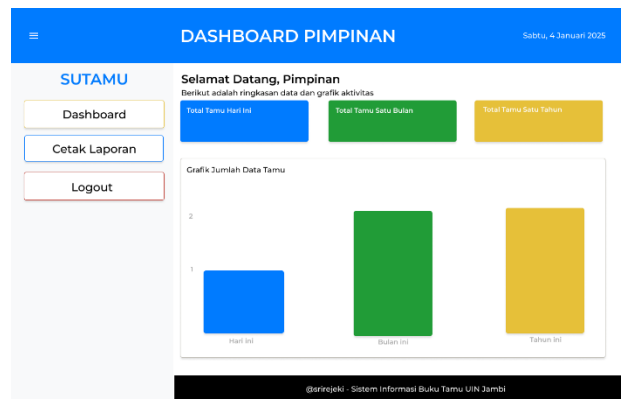 DASHBOARD PIMPINAN
Sabtu, 4 Januari 2025
SUTAMU
Dashboard
Cetak Laporan
Logout
Selamat Datang, Pimpinan
Berikut adalah ringkasan data dan grafik aktivitas
Total Tamu Hari Ini
Total Tamu Satu Bulan
Total Tamu Satu Tahun
Grafik Jumlah Data Tamu
2
1
Hari ini
Bulan ini
Tahun ini
@srirejeki - Sistem Informasi Buku Tamu UIN Jambi